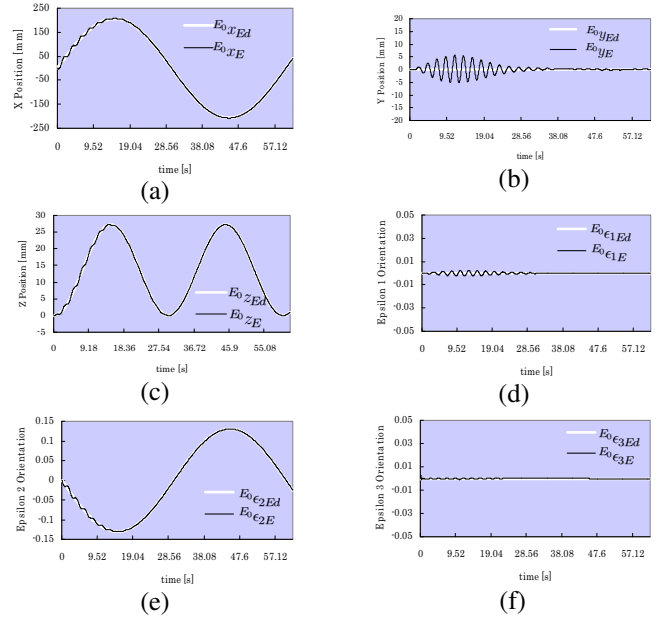 X Position [mm]
250
150
50
-50
-150
-250
E₀xEd
E₀xE
0 9.52 19.04 28.56 38.08 47.6 57.12
time [s]
(a)
Y Position [mm]
20
15
10
5
0
-5
-10
-15
-20
E₀yEd
E₀yE
0 9.52 19.04 28.56 38.08 47.6 57.12
time [s]
(b)
Z Position [mm]
30
25
20
15
10
5
0
-5
E₀zEd
E₀zE
0 9.18 18.36 27.54 36.72 45.9 55.08
time [s]
(c)
Epsilon 1 Orientation
0.05
0.03
0.01
-0.01
-0.03
-0.05
E₀ϵ1Ed
E₀ϵ1E
0 9.52 19.04 28.56 38.08 47.6 57.12
time [s]
(d)
Epsilon 2 Orientation
0.15
0.1
0.05
0
-0.05
-0.1
-0.15
E₀ϵ2Ed
E₀ϵ2E
0 9.52 19.04 28.56 38.08 47.6 57.12
time [s]
(e)
Epsilon 3 Orientation
0.05
0.03
0.01
-0.01
-0.03
-0.05
E₀ϵ3Ed
E₀ϵ3E
0 9.52 19.04 28.56 38.08 47.6 57.12
time [s]
(f)